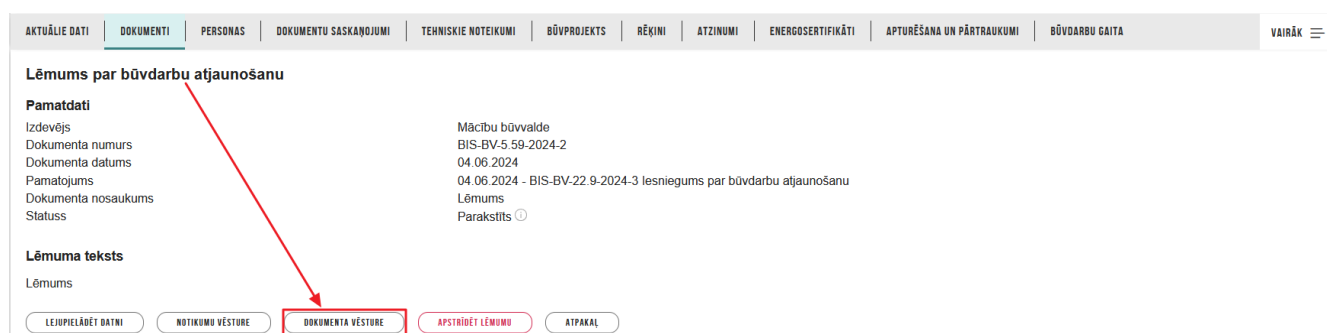 AKTUĀLIE DATI DOKUMENTI PERSONAS DOKUMENTU SASKAŅOJUMI TEHNISKIE NOTEIKUMI BŪVPROJEKTS RĒĶINI ATZINUMI ENERGOSERTIFIKĀTI APTURĒŠANA UN PĀRTRAUKUMI BŪVDARBU GAITA VAIRĀK
Lēmums par būvdarbu atjaunošanu
Pamatdati
Izdevējs Mācību būvvalde
Dokumenta numurs BIS-BV-5.59-2024-2
Dokumenta datums 04.06.2024
Pamatojums 04.06.2024 - BIS-BV-22.9-2024-3 Iesniegums par būvdarbu atjaunošanu
Dokumenta nosaukums Lēmums
Statuss Parakstīts
Lēmuma teksts
Lēmums
LEJUPIELĀDĒT DATNI NOTIKUMU VĒSTURE DOKUMENTA VĒSTURE APSTRĪDĒT LĒMUMU ATPAKAĻ